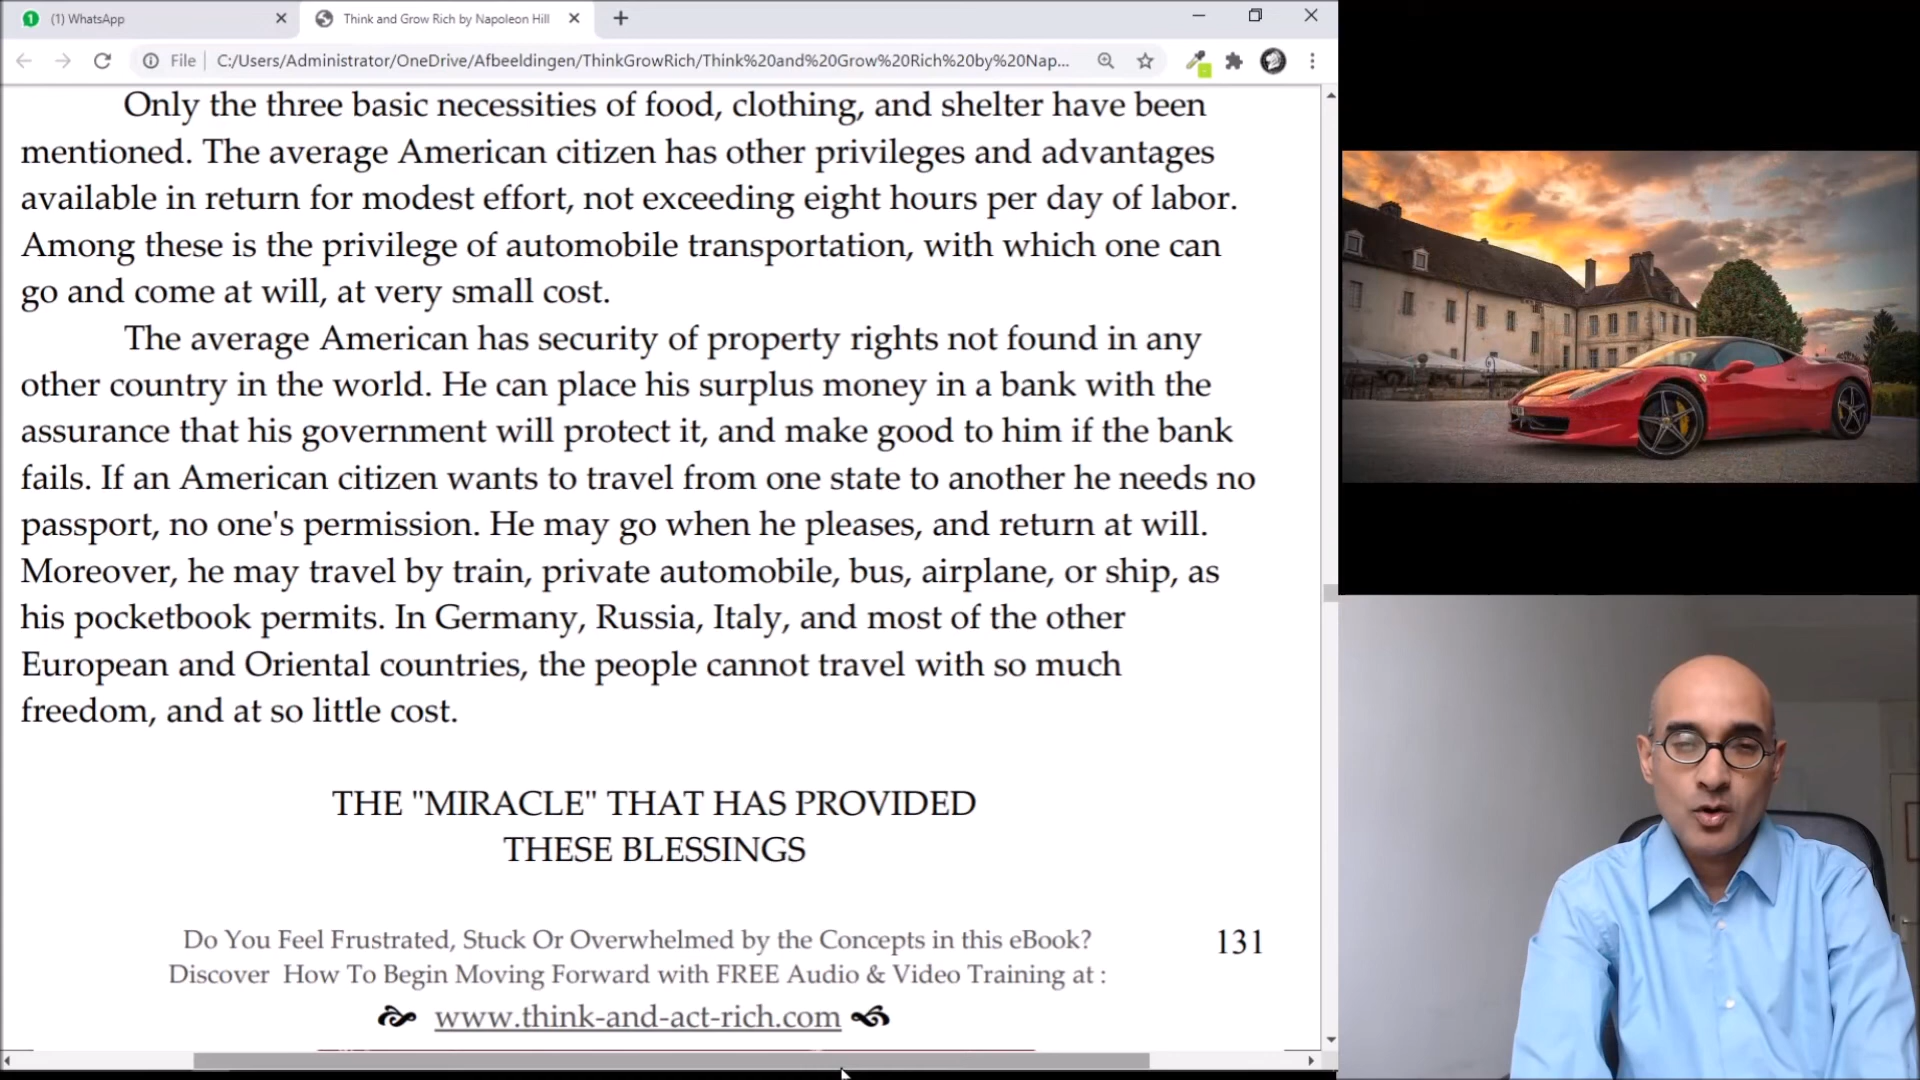 (1) WhatsApp
Think and Grow Rich by Napoleon Hill
File
C:/Users/Administrator/OneDrive/Afbeeldingen/ThinkGrowRich/Think%20and%20Grow%20Rich%20by%20Nap...
Only the three basic necessities of food, clothing, and shelter have been
mentioned. The average American citizen has other privileges and advantages
available in return for modest effort, not exceeding eight hours per day of labor.
Among these is the privilege of automobile transportation, with which one can
go and come at will, at very small cost.
The average American has security of property rights not found in any
other country in the world. He can place his surplus money in a bank with the
assurance that his government will protect it, and make good to him if the bank
fails. If an American citizen wants to travel from one state to another he needs no
passport, no one's permission. He may go when he pleases, and return at will.
Moreover, he may travel by train, private automobile, bus, airplane, or ship, as
his pocketbook permits. In Germany, Russia, Italy, and most of the other
European and Oriental countries, the people cannot travel with so much
freedom, and at so little cost.
THE "MIRACLE" THAT HAS PROVIDED
THESE BLESSINGS
Do You Feel Frustrated, Stuck Or Overwhelmed by the Concepts in this eBook?
131
Discover How To Begin Moving Forward with FREE Audio & Video Training at :
www.think-and-act-rich.com